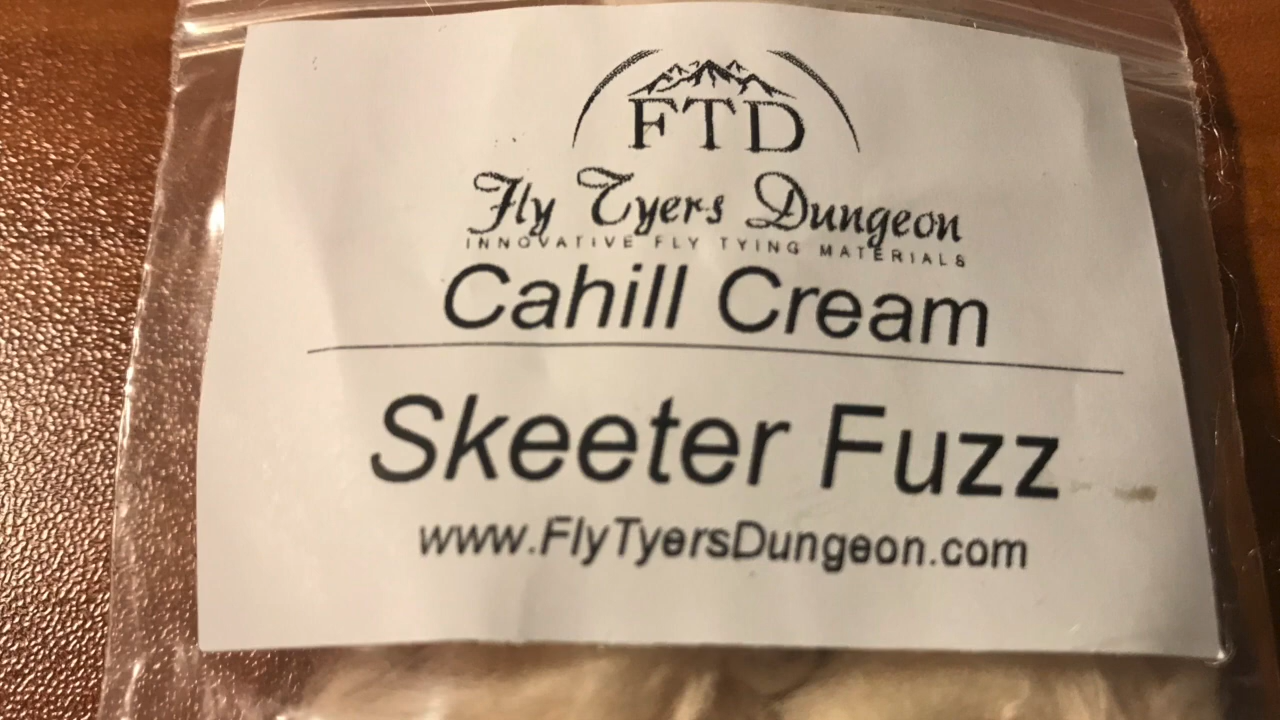 FTD
Fly Tyers Dungeon
INNOVATIVE FLY TYING MATERIALS
Cahill Cream
Skeeter Fuzz
www.FlyTyersDungeon.com